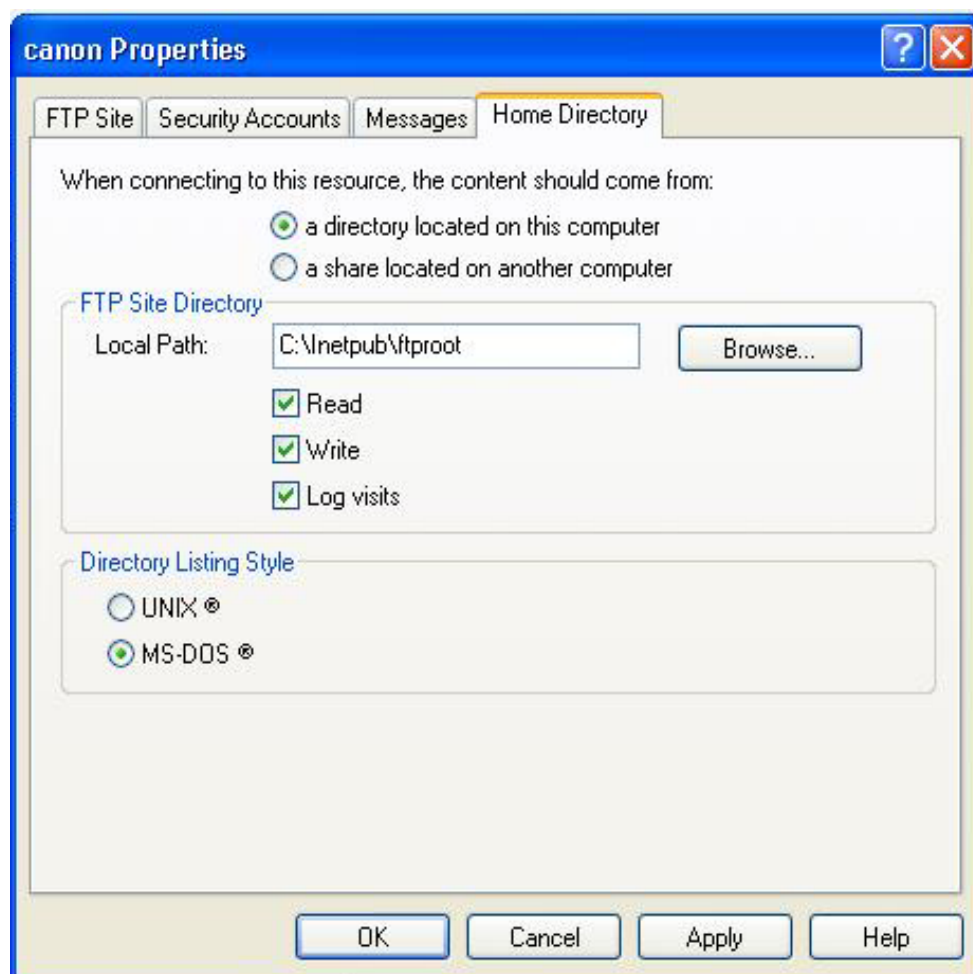 canon Properties
FTP Site Security Accounts Messages Home Directory
When connecting to this resource, the content should come from:
a directory located on this computer
a share located on another computer
FTP Site Directory
Local Path: C:\Inetpub\ftproot Browse...
Read
Write
Log visits
Directory Listing Style
UNIX ®
MS-DOS ®
OK Cancel Apply Help